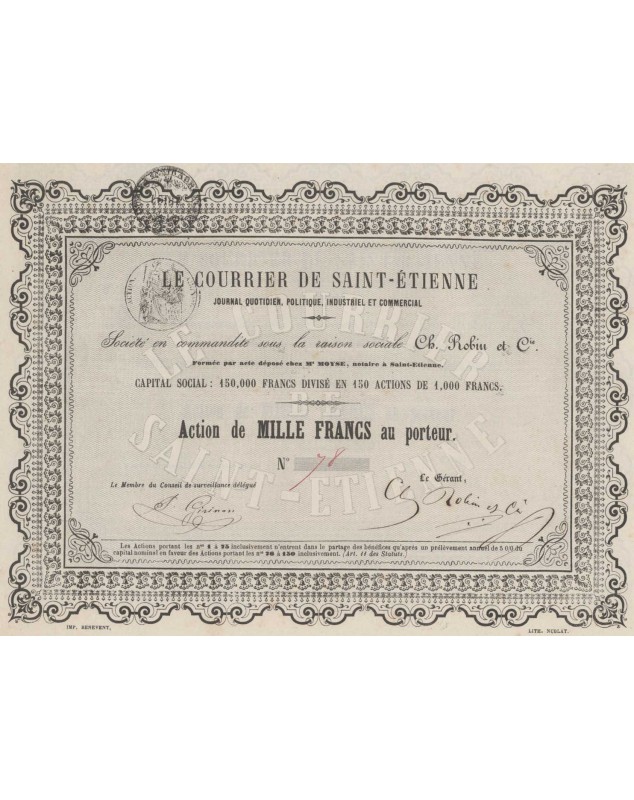 LE COURRIER DE SAINT-ÉTIENNE
JOURNAL QUOTIDIEN, POLITIQUE, INDUSTRIEL ET COMMERCIAL
Société en commandite sous la raison sociale Ch. Robin et Cie.
Formée par acte déposé chez Me MOYSE, notaire à Saint-Etienne.
CAPITAL SOCIAL : 150,000 FRANCS DIVISÉ EN 150 ACTIONS DE 1,000 FRANCS.
LE COURRIER
DE
SAINT-ÉTIENNE
Action de MILLE FRANCS au porteur.
No 78
Le Membre du Conseil de surveillance délégué
Le Gérant,
Ch Robin et Cie
Les Actions portant les nos 1 à 75 inclusivement n'entrent dans le partage des bénéfices qu'après un prélèvement annuel de 5 0/0 du
capital nominal en faveur des Actions portant les nos 76 à 150 inclusivement. (Art. 11 des Statuts.)
IMP. BENEVENT.
LITH. NUBLAT.